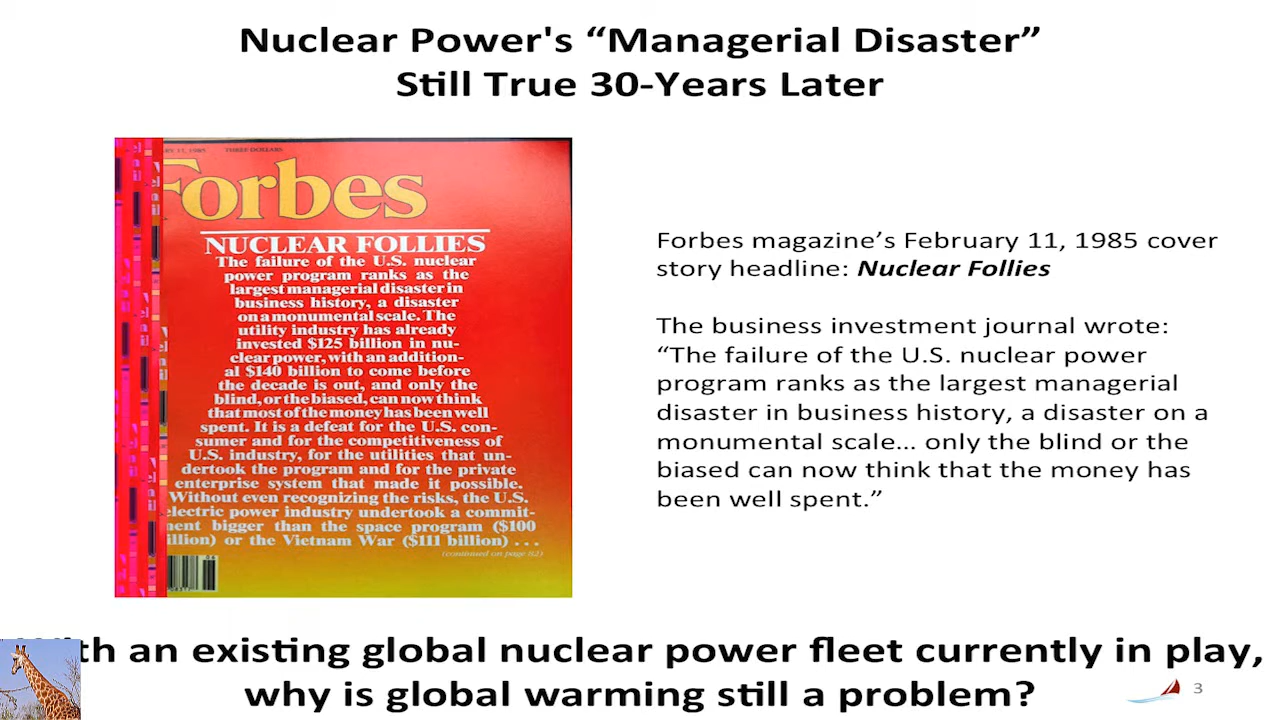 Nuclear Power's “Managerial Disaster”
Still True 30-Years Later
11, 1985 THREE DOLLARS
Forbes
NUCLEAR FOLLIES
The failure of the U.S. nuclear
power program ranks as the
largest managerial disaster in
business history, a disaster
on a monumental scale. The
utility industry has already
invested $125 billion in nu-
clear power, with an addition-
al $140 billion to come before
the decade is out, and only the
blind, or the biased, can now think
that most of the money has been well
spent. It is a defeat for the U.S. con-
sumer and for the competitiveness of
U.S. industry, for the utilities that un-
dertook the program and for the private
enterprise system that made it possible.
Without even recognizing the risks, the U.S.
electric power industry undertook a commit-
ment bigger than the space program ($100
illion) or the Vietnam War ($111 billion) . . .
(continued on page 82)
Forbes magazine’s February 11, 1985 cover
story headline: Nuclear Follies
The business investment journal wrote:
“The failure of the U.S. nuclear power
program ranks as the largest managerial
disaster in business history, a disaster on a
monumental scale... only the blind or the
biased can now think that the money has
been well spent.”
With an existing global nuclear power fleet currently in play,
why is global warming still a problem?
3